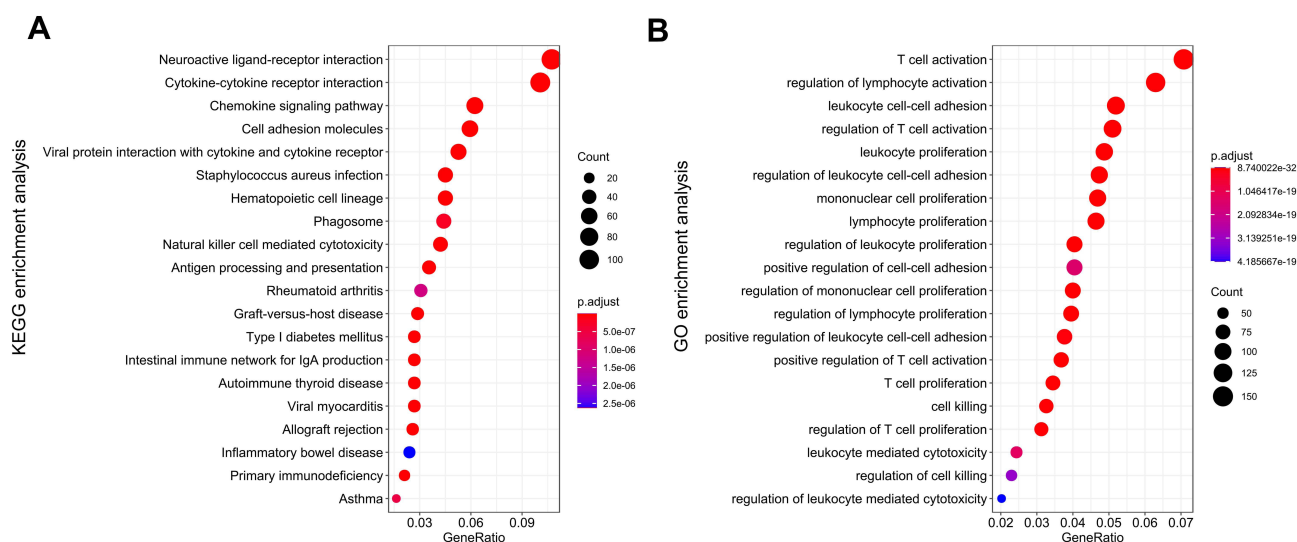 A
KEGG enrichment analysis
Neuroactive ligand-receptor interaction
Cytokine-cytokine receptor interaction
Chemokine signaling pathway
Cell adhesion molecules
Viral protein interaction with cytokine and cytokine receptor
Staphylococcus aureus infection
Hematopoietic cell lineage
Phagosome
Natural killer cell mediated cytotoxicity
Antigen processing and presentation
Rheumatoid arthritis
Graft-versus-host disease
Type I diabetes mellitus
Intestinal immune network for IgA production
Autoimmune thyroid disease
Viral myocarditis
Allograft rejection
Inflammatory bowel disease
Primary immunodeficiency
Asthma
0.03 0.06 0.09
GeneRatio
Count
20
40
60
80
100
p.adjust
5.0e-07
1.0e-06
1.5e-06
2.0e-06
2.5e-06
B
GO enrichment analysis
T cell activation
regulation of lymphocyte activation
leukocyte cell-cell adhesion
regulation of T cell activation
leukocyte proliferation
regulation of leukocyte cell-cell adhesion
mononuclear cell proliferation
lymphocyte proliferation
regulation of leukocyte proliferation
positive regulation of cell-cell adhesion
regulation of mononuclear cell proliferation
regulation of lymphocyte proliferation
positive regulation of leukocyte cell-cell adhesion
positive regulation of T cell activation
T cell proliferation
cell killing
regulation of T cell proliferation
leukocyte mediated cytotoxicity
regulation of cell killing
regulation of leukocyte mediated cytotoxicity
0.02 0.03 0.04 0.05 0.06 0.07
GeneRatio
p.adjust
8.740022e-32
1.046417e-19
2.092834e-19
3.139251e-19
4.185667e-19
Count
50
75
100
125
150